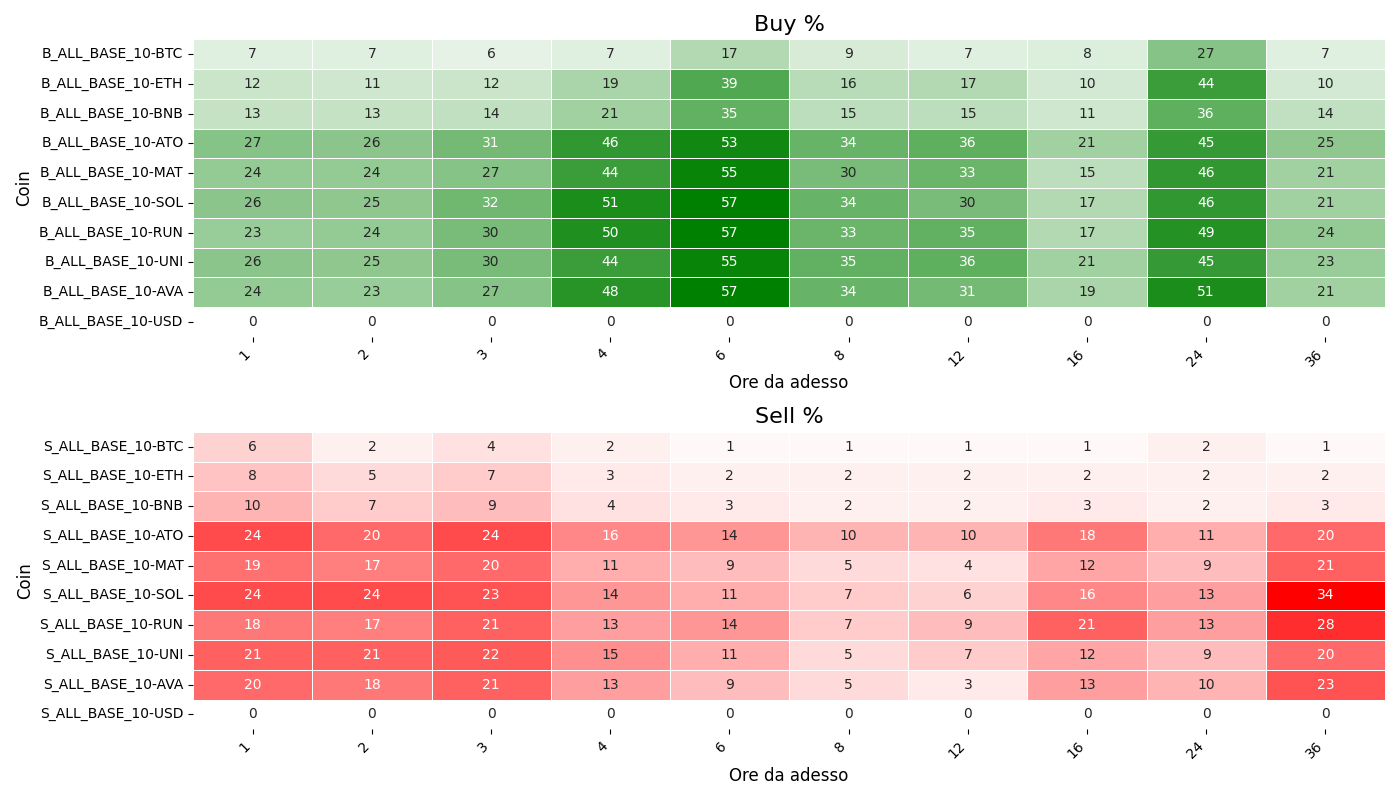 Buy %
Coin
B_ALL_BASE_10-BTC 7 7 6 7 17 9 7 8 27 7
B_ALL_BASE_10-ETH 12 11 12 19 39 16 17 10 44 10
B_ALL_BASE_10-BNB 13 13 14 21 35 15 15 11 36 14
B_ALL_BASE_10-ATO 27 26 31 46 53 34 36 21 45 25
B_ALL_BASE_10-MAT 24 24 27 44 55 30 33 15 46 21
B_ALL_BASE_10-SOL 26 25 32 51 57 34 30 17 46 21
B_ALL_BASE_10-RUN 23 24 30 50 57 33 35 17 49 24
B_ALL_BASE_10-UNI 26 25 30 44 55 35 36 21 45 23
B_ALL_BASE_10-AVA 24 23 27 48 57 34 31 19 51 21
B_ALL_BASE_10-USD 0 0 0 0 0 0 0 0 0 0
1 2 3 4 6 8 12 16 24 36
Ore da adesso
Sell %
Coin
S_ALL_BASE_10-BTC 6 2 4 2 1 1 1 1 2 1
S_ALL_BASE_10-ETH 8 5 7 3 2 2 2 2 2 2
S_ALL_BASE_10-BNB 10 7 9 4 3 2 2 3 2 3
S_ALL_BASE_10-ATO 24 20 24 16 14 10 10 18 11 20
S_ALL_BASE_10-MAT 19 17 20 11 9 5 4 12 9 21
S_ALL_BASE_10-SOL 24 24 23 14 11 7 6 16 13 34
S_ALL_BASE_10-RUN 18 17 21 13 14 7 9 21 13 28
S_ALL_BASE_10-UNI 21 21 22 15 11 5 7 12 9 20
S_ALL_BASE_10-AVA 20 18 21 13 9 5 3 13 10 23
S_ALL_BASE_10-USD 0 0 0 0 0 0 0 0 0 0
1 2 3 4 6 8 12 16 24 36
Ore da adesso